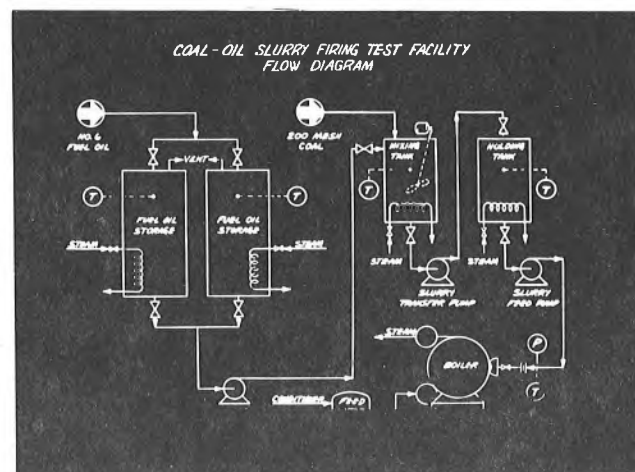 COAL-OIL SLURRY FIRING TEST FACILITY
FLOW DIAGRAM
NO. 6
FUEL OIL
200 MESH
COAL
MIXING
TANK
HOLDING
TANK
VENT
T
T
T
T
FUEL OIL
STORAGE
FUEL OIL
STORAGE
STEAM
STEAM
STEAM
STEAM
SLURRY
TRANSFER PUMP
SLURRY
FEED PUMP
STEAM
BOILER
P
T
FEED